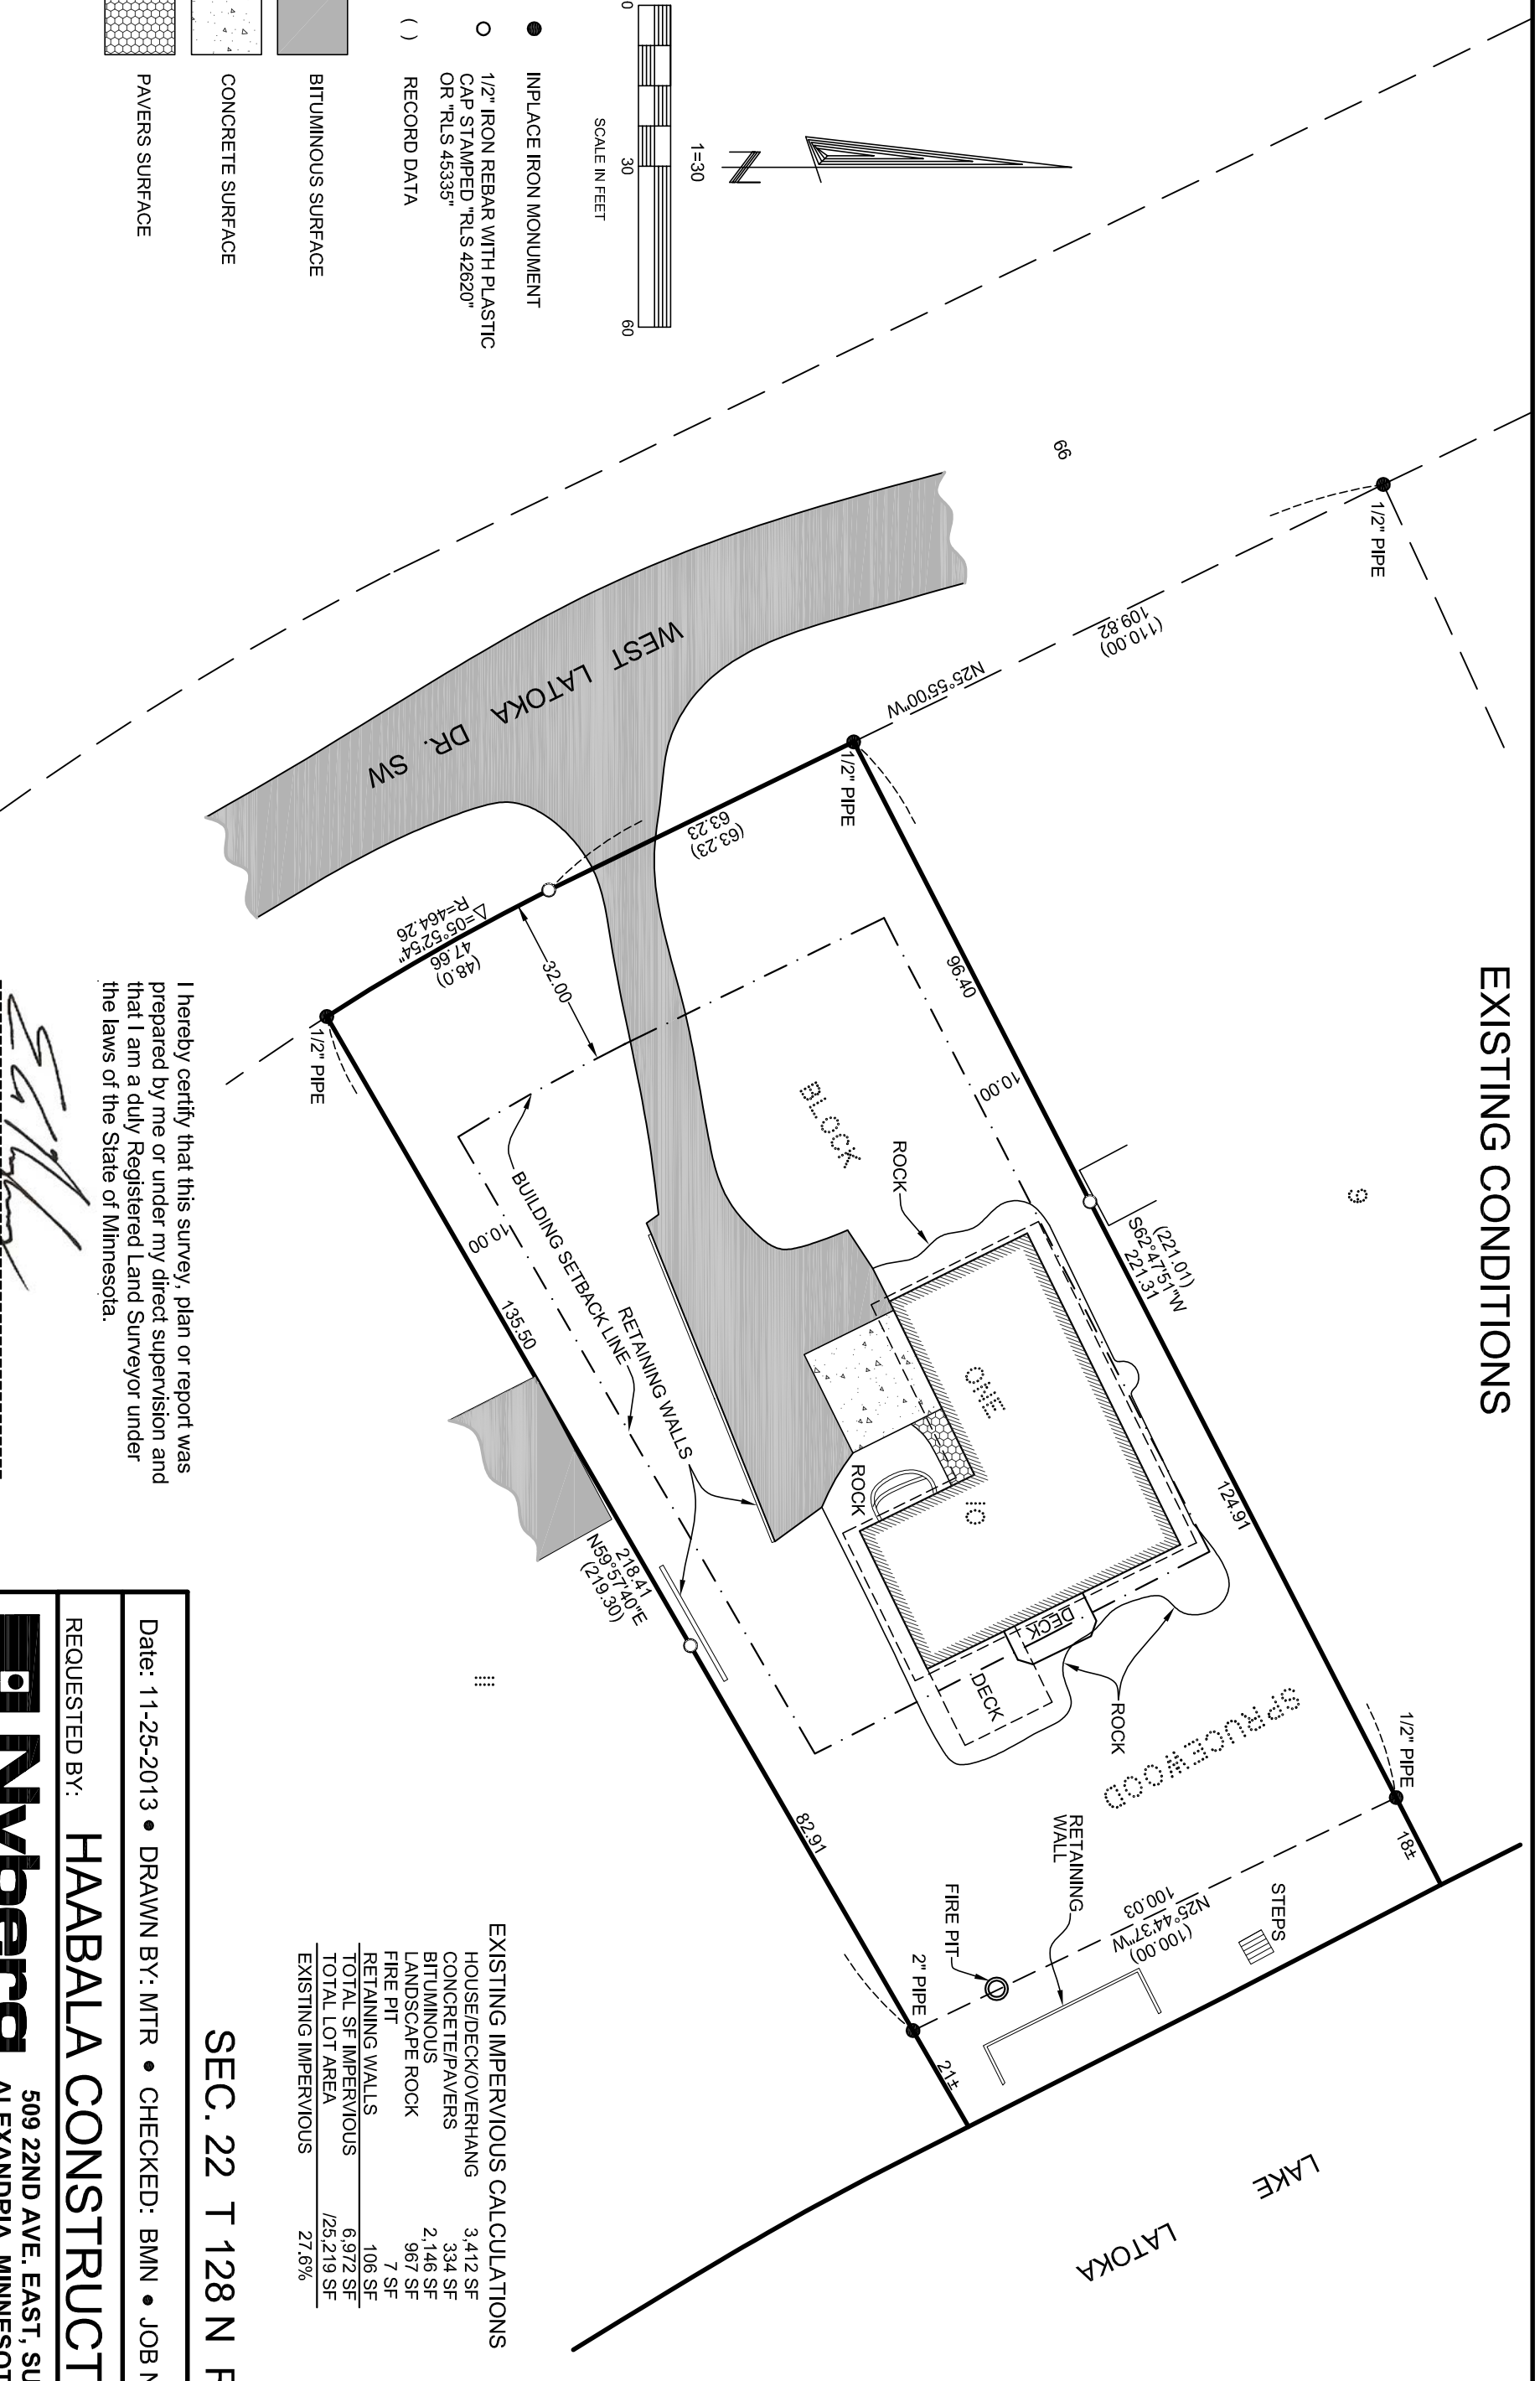 EXISTING CONDITIONS
9
1/2" PIPE
66
(110.00)
109.82
N25°55'00"W
1/2" PIPE
WEST LATOKA DR. SW
(63.23)
63.23
(48.0)
47.66
=05°52'54"
R=464.26
1/2" PIPE
32.00
96.40
10.00
(221.01)
S62°47'51"W
221.31
124.91
BLOCK
ONE
10
SPRUCEWOOD
ROCK
ROCK
ROCK
DECK
DECK
BUILDING SETBACK LINE
RETAINING WALLS
10.00
135.50
218.41
N59°57'40"E
(219.30)
11
82.91
1/2" PIPE
18±
STEPS
(100.00)
N25°44'37"W
100.03
RETAINING
WALL
FIRE PIT
2" PIPE
21±
LAKE
LATOKA
1=30
0
30
60
SCALE IN FEET
INPLACE IRON MONUMENT
1/2" IRON REBAR WITH PLASTIC
CAP STAMPED "RLS 42620"
OR "RLS 45335"
( ) RECORD DATA
BITUMINOUS SURFACE
CONCRETE SURFACE
PAVERS SURFACE
I hereby certify that this survey, plan or report was
prepared by me or under my direct supervision and
that I am a duly Registered Land Surveyor under
the laws of the State of Minnesota.
EXISTING IMPERVIOUS CALCULATIONS
HOUSE/DECK/OVERHANG 3,412 SF
CONCRETE/PAVERS 334 SF
BITUMINOUS 2,146 SF
LANDSCAPE ROCK 967 SF
FIRE PIT 7 SF
RETAINING WALLS 106 SF
TOTAL SF IMPERVIOUS 6,972 SF
TOTAL LOT AREA /25,219 SF
EXISTING IMPERVIOUS 27.6%
SEC. 22 T 128 N
Date: 11-25-2013 • DRAWN BY: MTR • CHECKED: BMN • JOB N
REQUESTED BY: HAABALA CONSTRUCT
Nyberg
509 22ND AVE. EAST, SU
ALEXANDRIA, MINNESOT